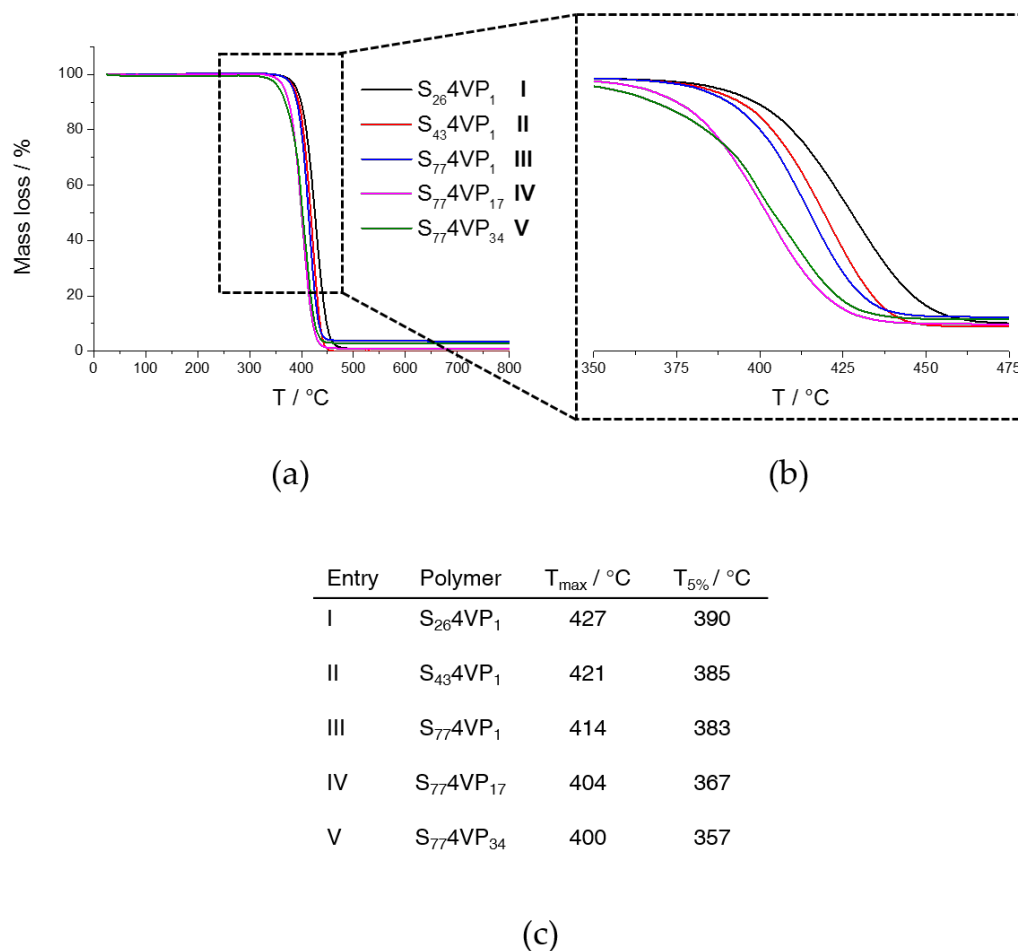 100
80
60
40
20
0
Mass loss / %
0 100 200 300 400 500 600 700 800
T / °C
S₂₆4VP₁ I
S₄₃4VP₁ II
S₇₇4VP₁ III
S₇₇4VP₁₇ IV
S₇₇4VP₃₄ V
350 375 400 425 450 475
T / °C
(a) (b)
Entry Polymer Tₘₐₓ / °C T₅% / °C
I S₂₆4VP₁ 427 390
II S₄₃4VP₁ 421 385
III S₇₇4VP₁ 414 383
IV S₇₇4VP₁₇ 404 367
V S₇₇4VP₃₄ 400 357
(c)